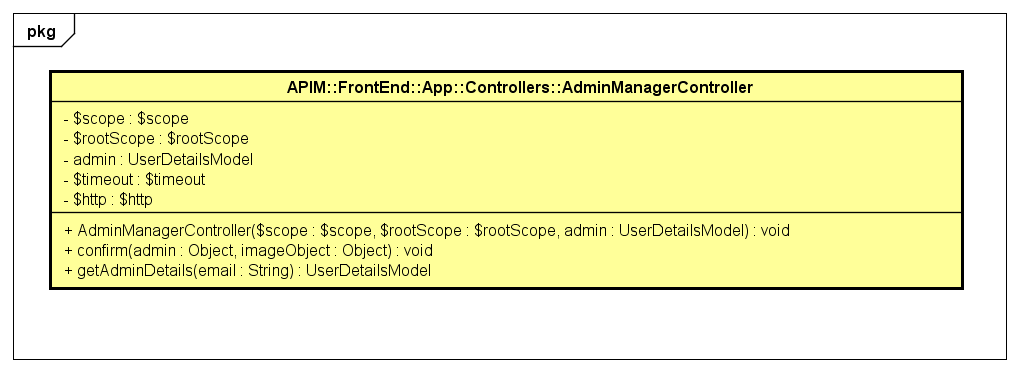 pkg
APIM::FrontEnd::App::Controllers::AdminManagerController
- $scope : $scope
- $rootScope : $rootScope
- admin : UserDetailsModel
- $timeout : $timeout
- $http : $http
+ AdminManagerController($scope : $scope, $rootScope : $rootScope, admin : UserDetailsModel) : void
+ confirm(admin : Object, imageObject : Object) : void
+ getAdminDetails(email : String) : UserDetailsModel